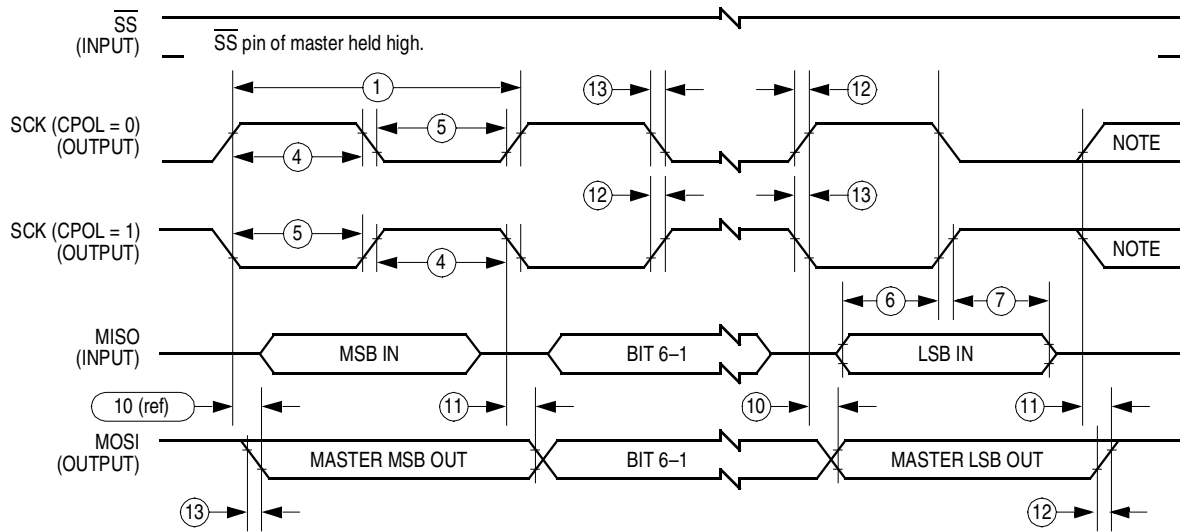 SS
(INPUT)
SS pin of master held high.
1
13
12
SCK (CPOL = 0)
(OUTPUT)
5
4
NOTE
12
13
SCK (CPOL = 1)
(OUTPUT)
5
4
NOTE
6
7
MISO
(INPUT)
MSB IN
BIT 6–1
LSB IN
10 (ref)
11
10
11
MOSI
(OUTPUT)
MASTER MSB OUT
BIT 6–1
MASTER LSB OUT
13
12